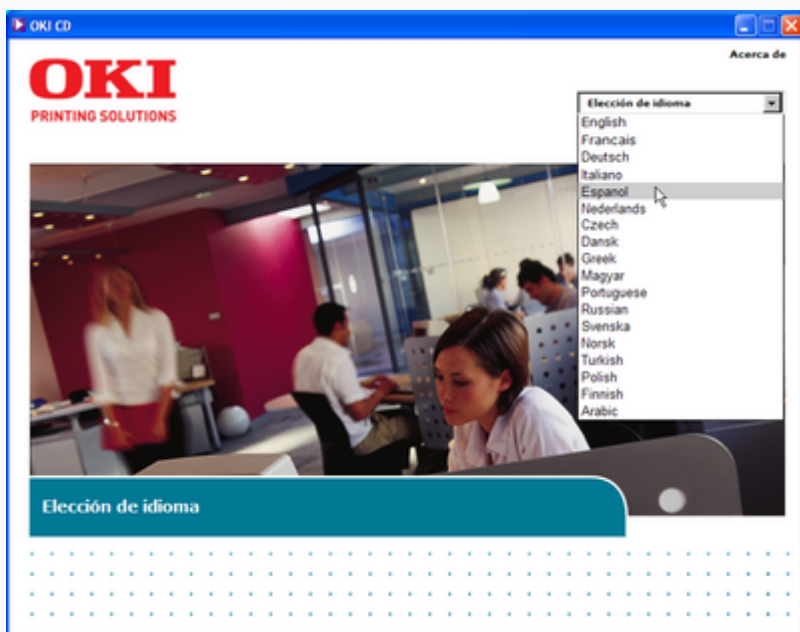 OKI CD
Acerca de
OKI
PRINTING SOLUTIONS
Elección de idioma
English
Francais
Deutsch
Italiano
Espanol
Nederlands
Czech
Dansk
Greek
Magyar
Portuguese
Russian
Svenska
Norsk
Turkish
Polish
Finnish
Arabic
Elección de idioma